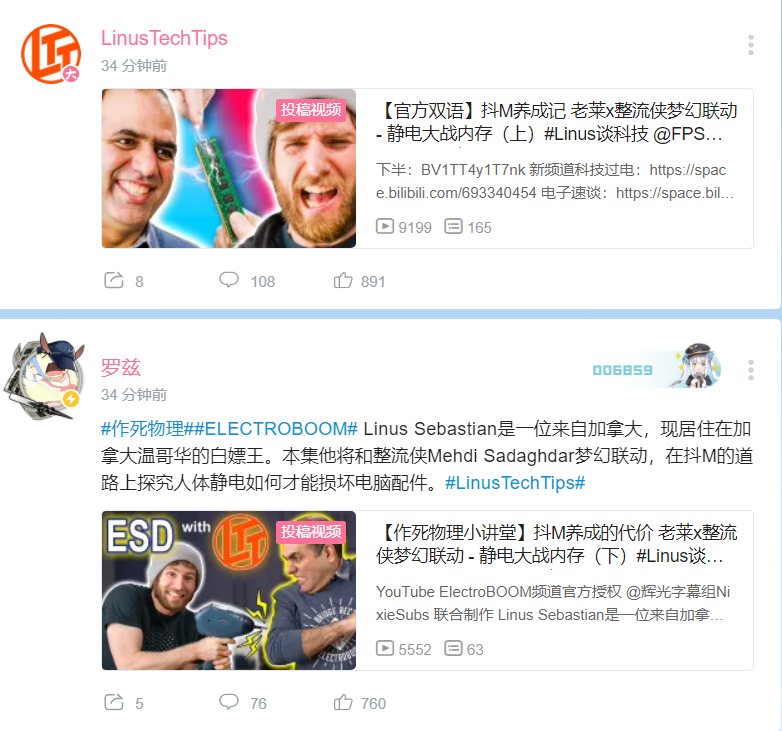 LinusTechTips
34 分钟前
LTT
大
投稿视频
【官方双语】抖M养成记 老莱x整流侠梦幻联动
- 静电大战内存（上）#Linus谈科技 @FPS…
下半：BV1TT4y1T7nk 新频道科技过电：https://spac
e.bilibili.com/693340454 电子速谈：https://space.bil…
9199 165
8 108 891
罗兹
006859
34 分钟前
#作死物理##ELECTROBOOM# Linus Sebastian是一位来自加拿大，现居住在加
拿大温哥华的白嫖王。本集他将和整流侠Mehdi Sadaghdar梦幻联动，在抖M的道
路上探究人体静电如何才能损坏电脑配件。#LinusTechTips#
ESD with LTT
投稿视频
BRIDGE REC
ELECTROBOO
【作死物理小讲堂】抖M养成的代价 老莱x整流
侠梦幻联动 - 静电大战内存（下）#Linus谈…
YouTube ElectroBOOM频道官方授权 @辉光字幕组Ni
xieSubs 联合制作 Linus Sebastian是一位来自加拿…
5552 63
5 76 760